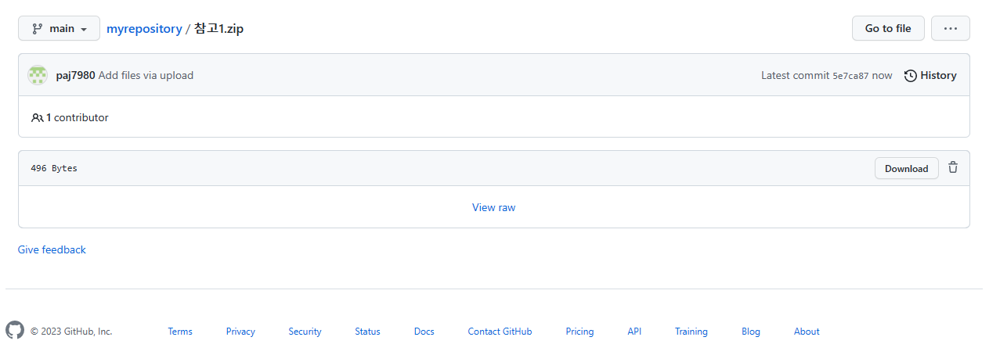 main myrepository / 참고1.zip Go to file ...
paj7980 Add files via upload Latest commit 5e7ca87 now History
1 contributor
496 Bytes Download
View raw
Give feedback
© 2023 GitHub, Inc. Terms Privacy Security Status Docs Contact GitHub Pricing API Training Blog About